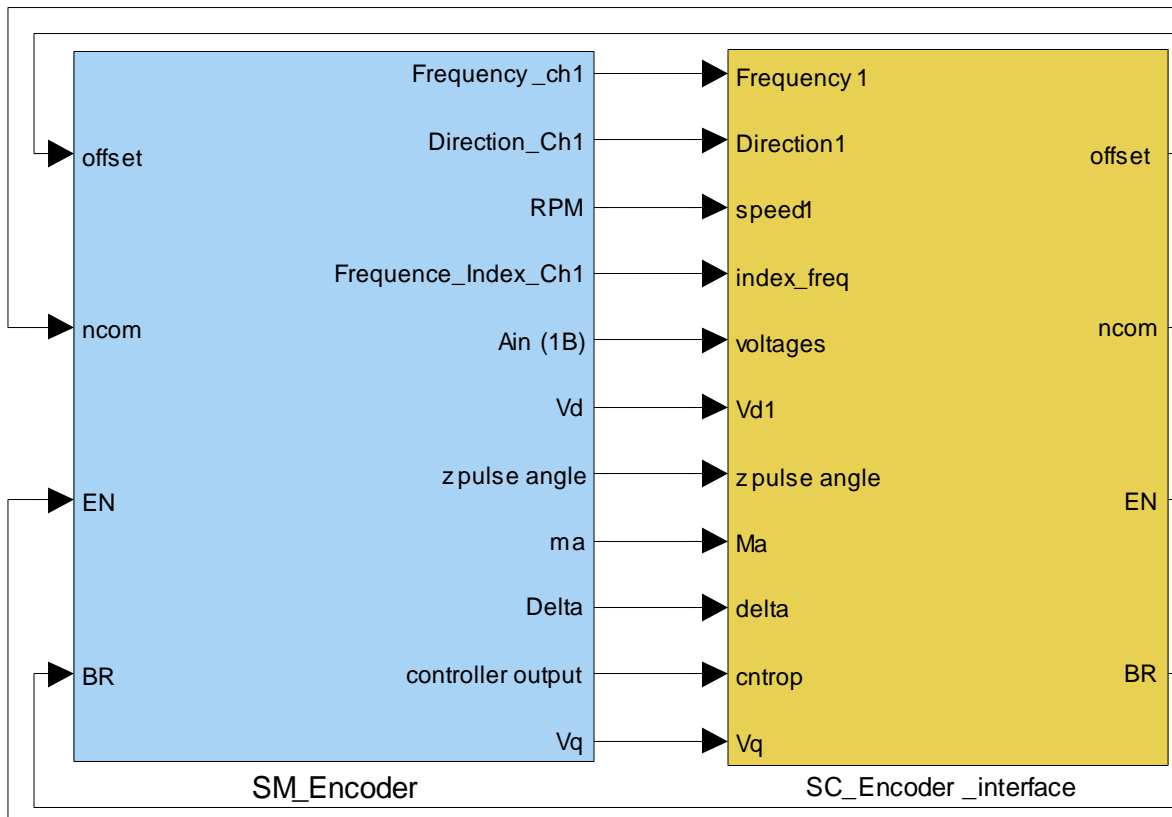 Frequency _ch1
Frequency 1
Direction_Ch1
Direction1
offset
offset
RPM
speed1
Frequence_Index_Ch1
index_freq
ncom
ncom
Ain (1B)
voltages
Vd
Vd1
z pulse angle
z pulse angle
EN
EN
ma
Ma
Delta
delta
BR
controller output
cntrop
BR
Vq
Vq
SM_Encoder
SC_Encoder _interface